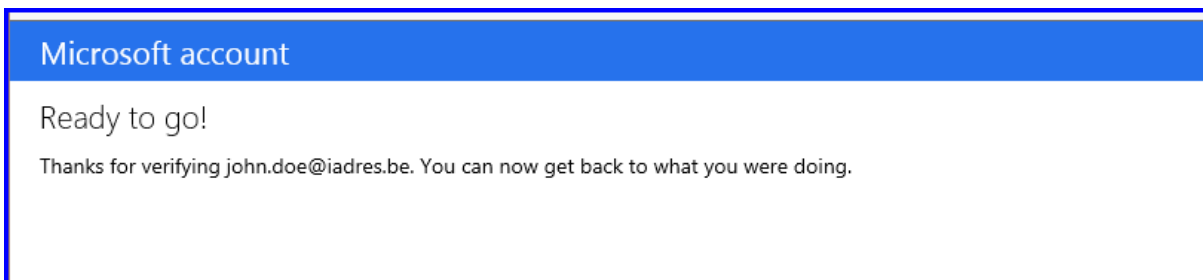 Microsoft account
Ready to go!
Thanks for verifying john.doe@iadres.be. You can now get back to what you were doing.